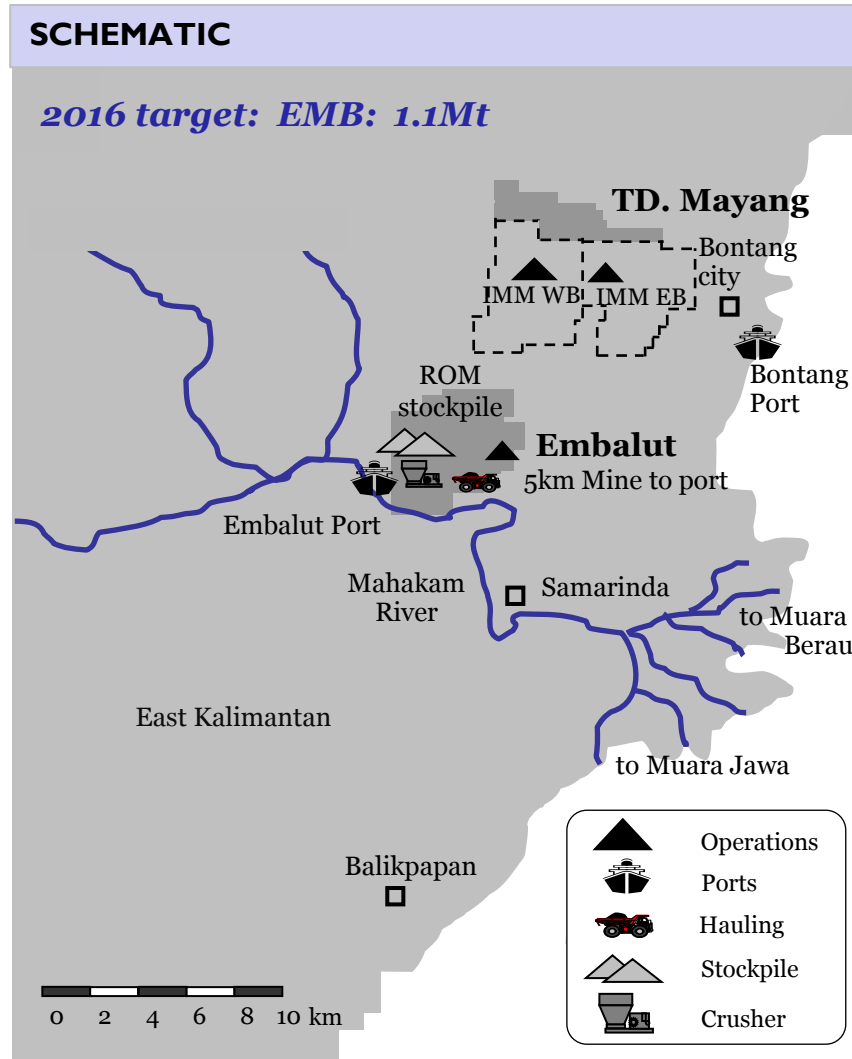 SCHEMATIC
2016 target: EMB: 1.1Mt
TD. Mayang
Bontang
city
IMM WB
IMM EB
Bontang
Port
ROM
stockpile
Embalut
5km Mine to port
Embalut Port
Mahakam
River
Samarinda
to Muara
Berau
East Kalimantan
to Muara Jawa
Balikpapan
Operations
Ports
Hauling
Stockpile
Crusher
0 2 4 6 8 10 km